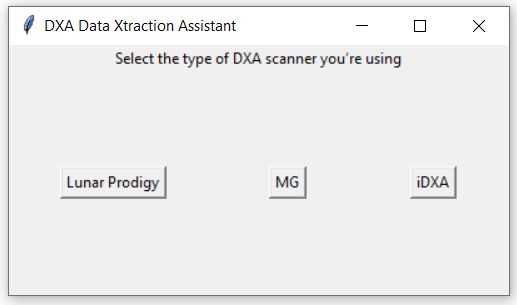 DXA Data Xtraction Assistant
Select the type of DXA scanner you're using
Lunar Prodigy MG iDXA